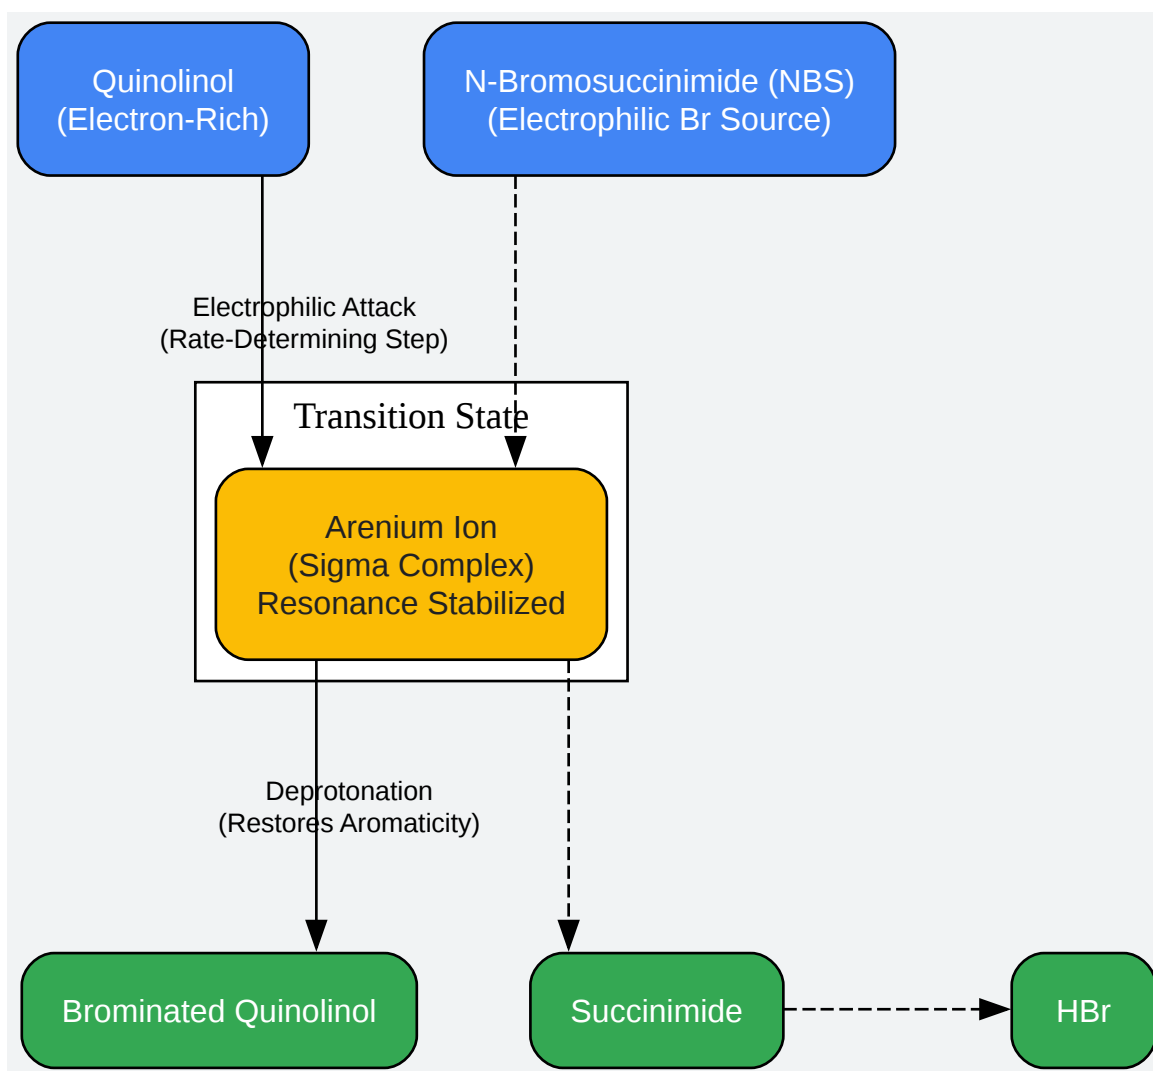 Quinolinol
(Electron-Rich)
N-Bromosuccinimide (NBS)
(Electrophilic Br Source)
Electrophilic Attack
(Rate-Determining Step)
Transition State
Arenium Ion
(Sigma Complex)
Resonance Stabilized
Deprotonation
(Restores Aromaticity)
Brominated Quinolinol
Succinimide
HBr